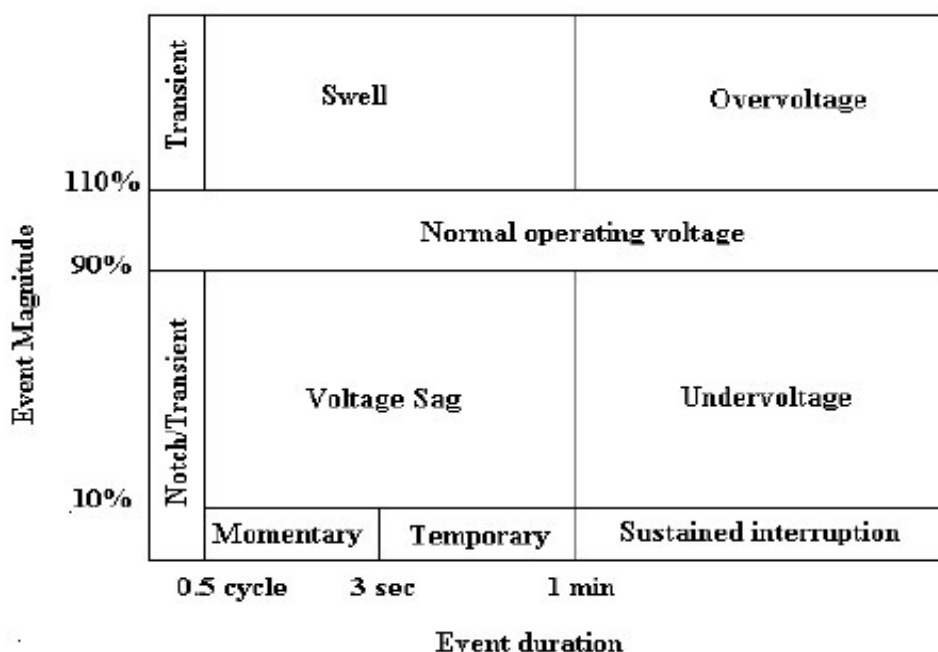 Transient
Swell
Overvoltage
110%
Normal operating voltage
90%
Event Magnitude
Notch/Transient
Voltage Sag
Undervoltage
10%
Momentary
Temporary
Sustained interruption
0.5 cycle
3 sec
1 min
Event duration